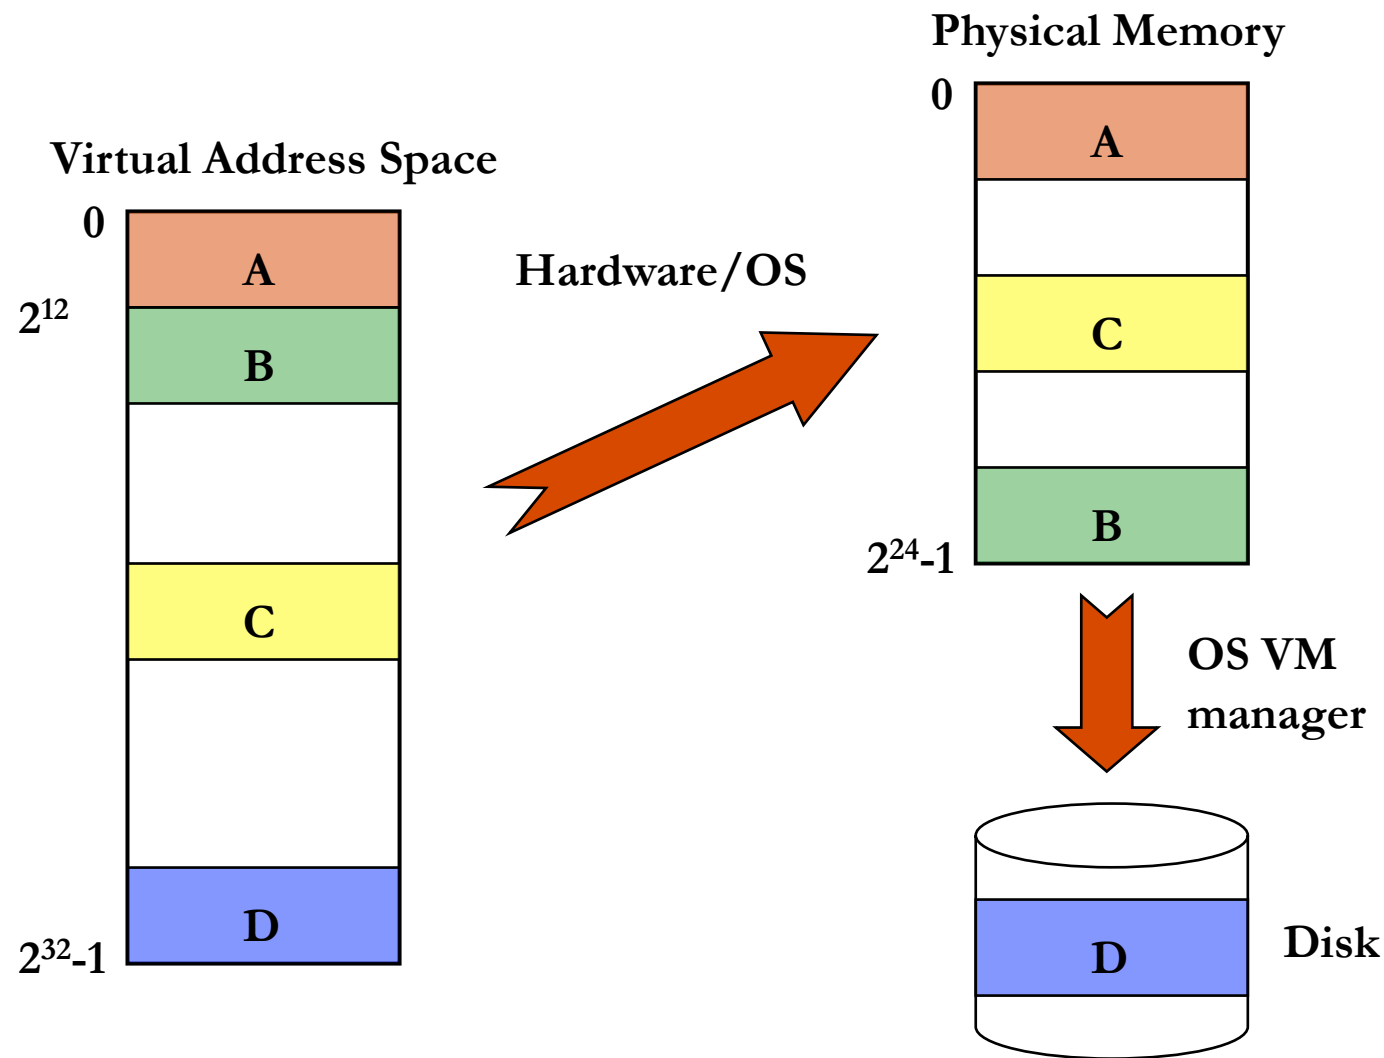 Physical Memory
0
A
C
B
2²⁴-1
Virtual Address Space
0
A
2¹²
B
C
D
2³²-1
Hardware/OS
OS VM
manager
D
Disk